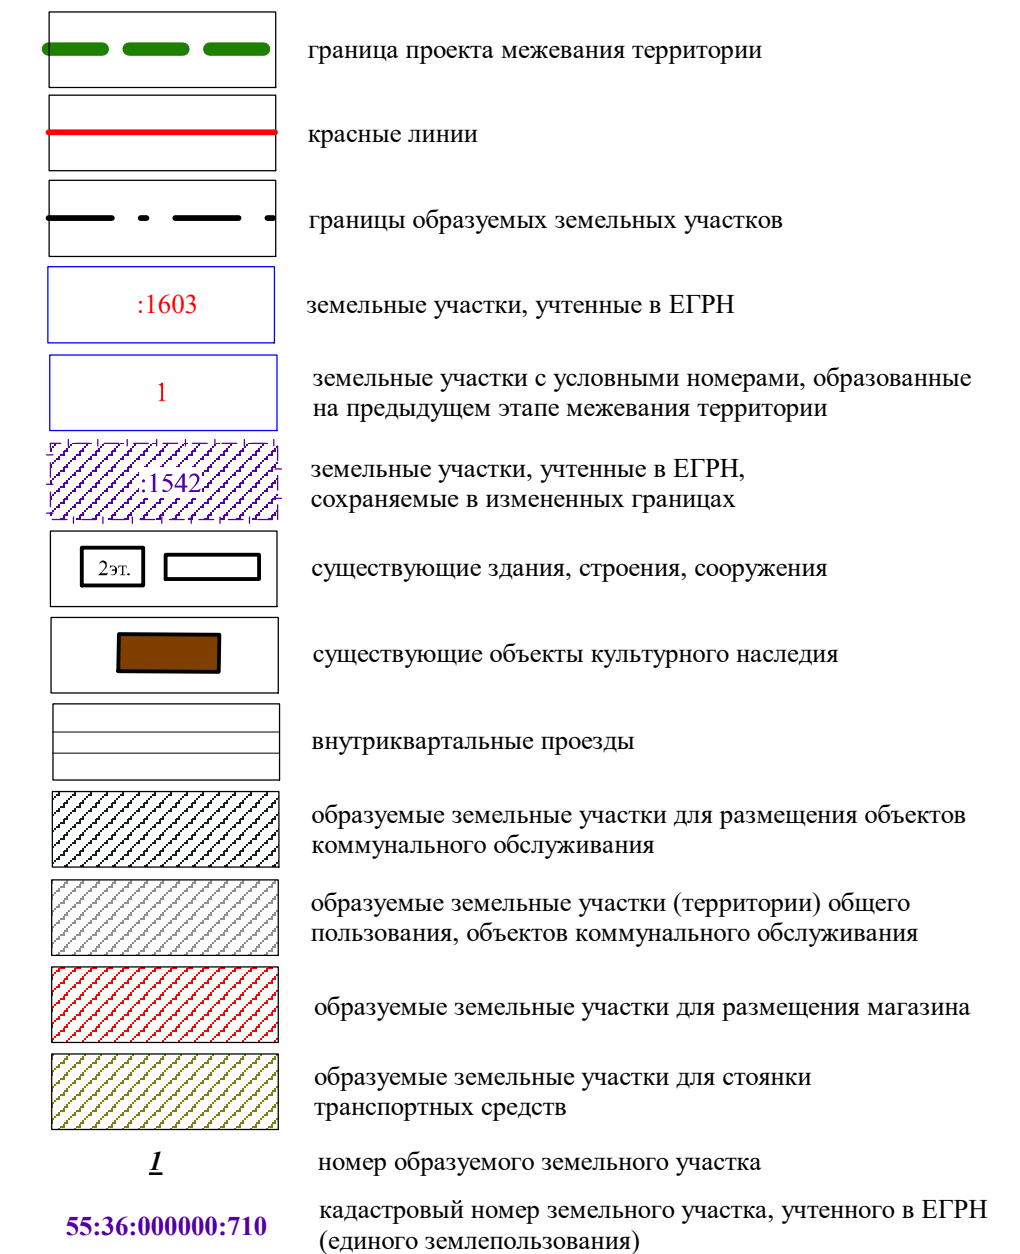 граница проекта межевания территории
красные линии
границы образуемых земельных участков
:1603 земельные участки, учтенные в ЕГРН
1 земельные участки с условными номерами, образованные
на предыдущем этапе межевания территории
:1542 земельные участки, учтенные в ЕГРН,
сохраняемые в измененных границах
2эт. существующие здания, строения, сооружения
существующие объекты культурного наследия
внутриквартальные проезды
образуемые земельные участки для размещения объектов
коммунального обслуживания
образуемые земельные участки (территории) общего
пользования, объектов коммунального обслуживания
образуемые земельные участки для размещения магазина
образуемые земельные участки для стоянки
транспортных средств
1 номер образуемого земельного участка
55:36:000000:710 кадастровый номер земельного участка, учтенного в ЕГРН
(единого землепользования)